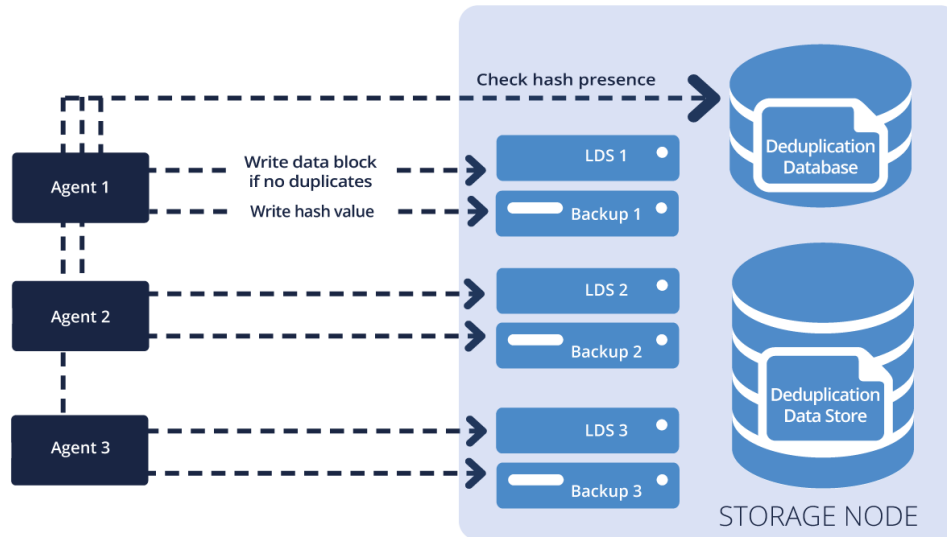 Check hash presence
Deduplication
Database
Agent 1
Write data block
if no duplicates
LDS 1
Write hash value
Backup 1
Agent 2
LDS 2
Backup 2
Deduplication
Data Store
Agent 3
LDS 3
Backup 3
STORAGE NODE